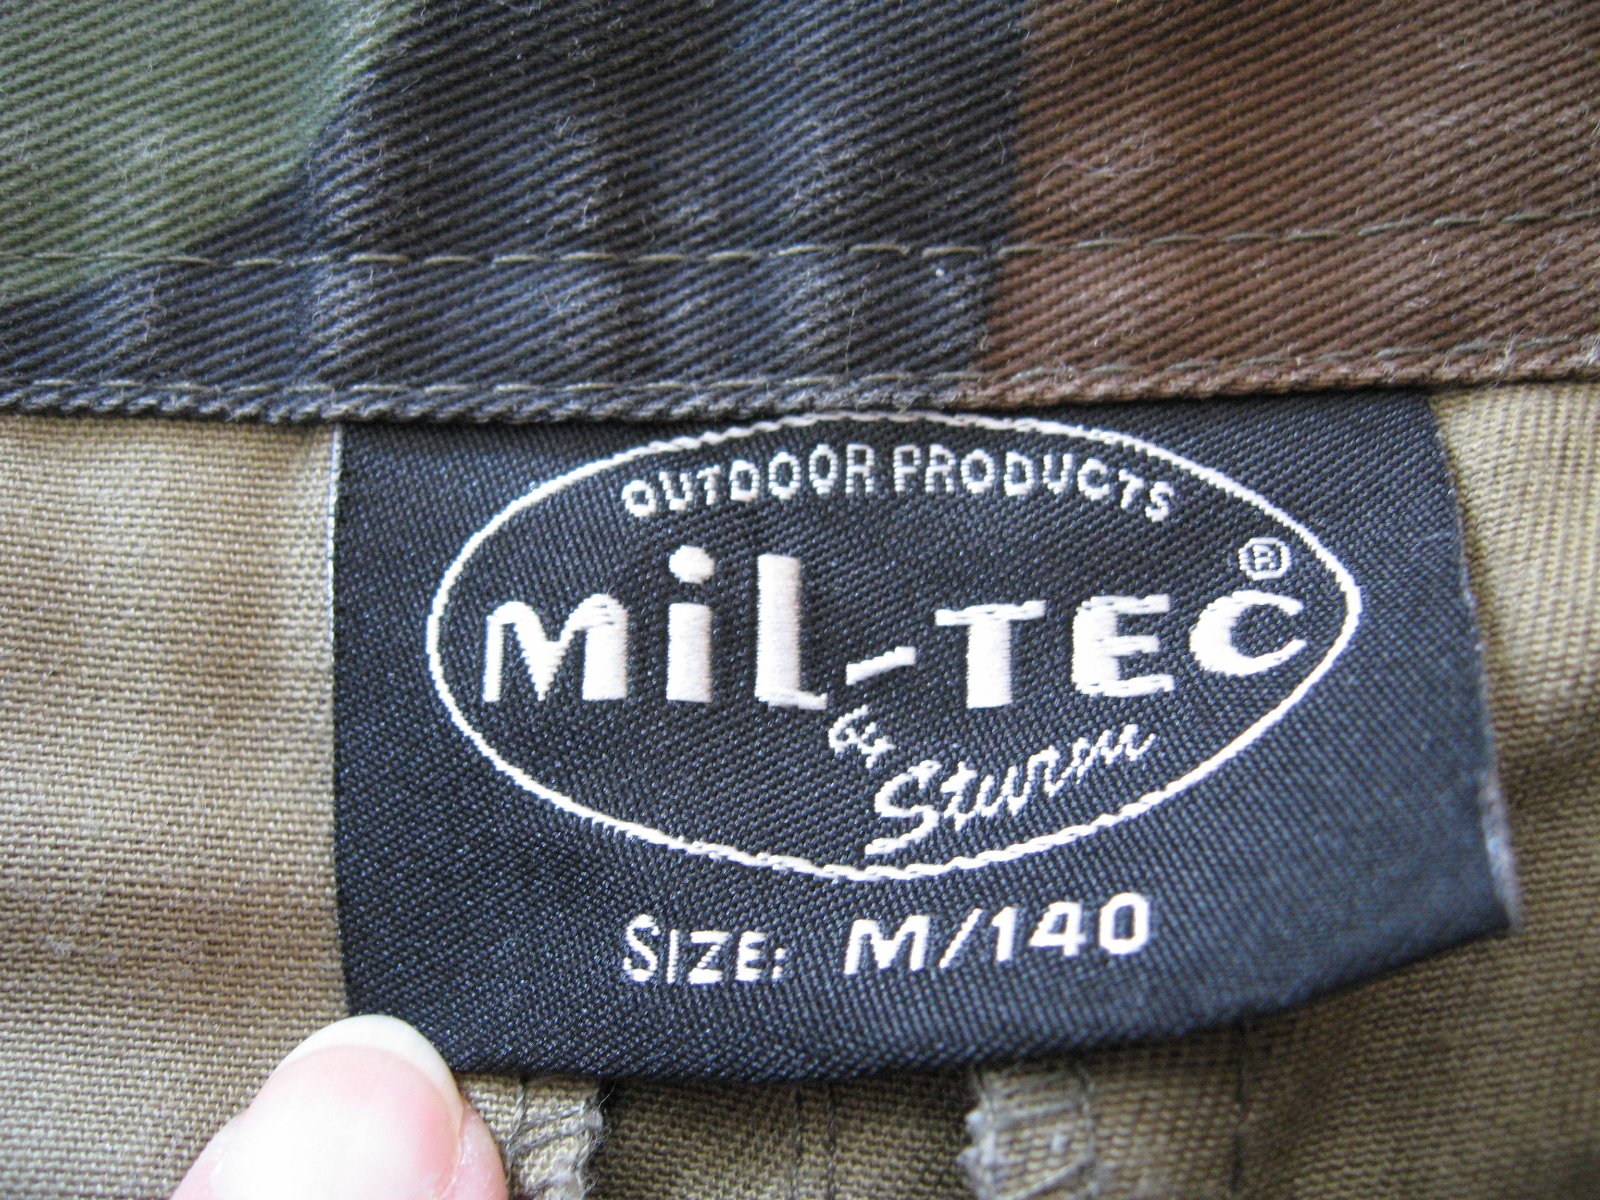 OUTDOOR PRODUCTS
MiL-TEC®
by Sturm
SIZE: M/140